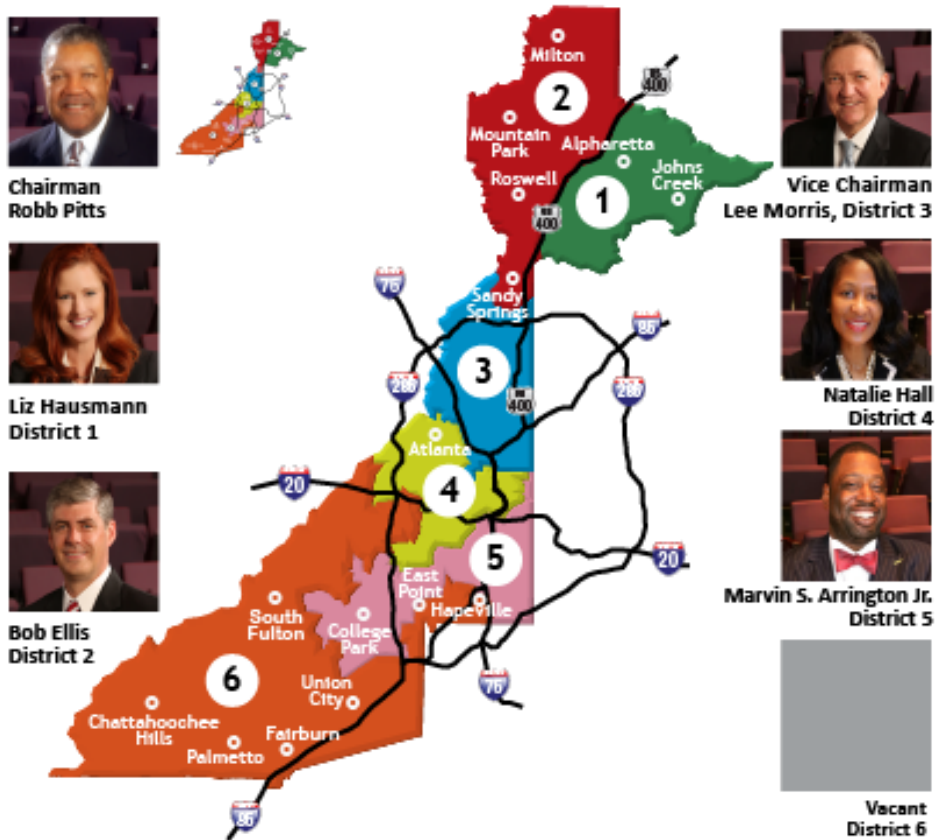 Chairman
Robb Pitts
Liz Hausmann
District 1
Bob Ellis
District 2
Milton
2
GA
400
Mountain
Park
Alpharetta
Roswell
Johns
Creek
1
400
Sandy
Springs
75
85
3
285
400
285
Atlanta
4
20
5
20
East
Point
Hapeville
South
Fulton
College
Park
6
Union
City
75
Chattahoochee
Hills
Fairburn
Palmetto
85
Vice Chairman
Lee Morris, District 3
Natalie Hall
District 4
Marvin S. Arrington Jr.
District 5
Vacant
District 6